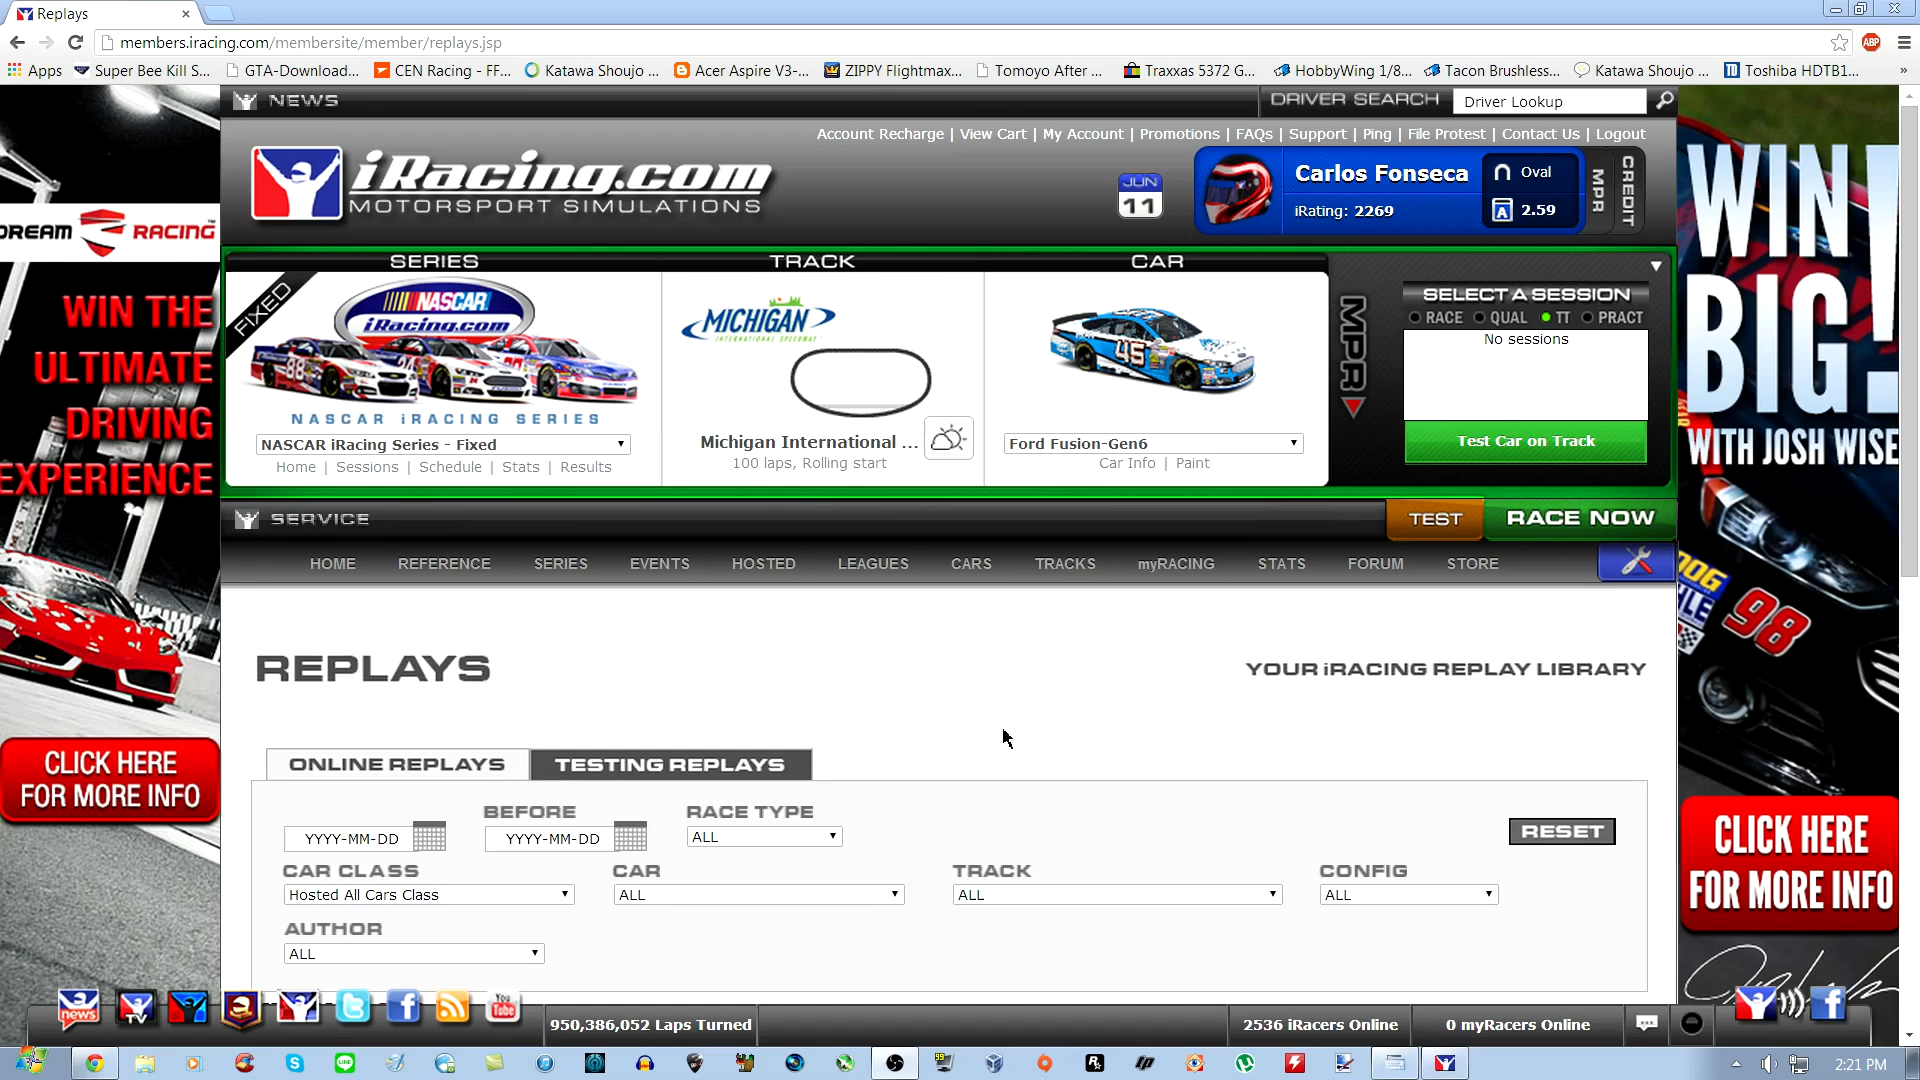 Replays
members.iracing.com/membersite/member/replays.jsp
Apps
Super Bee Kill S...
GTA-Download...
CEN Racing - FF...
Katawa Shoujo ...
Acer Aspire V3-...
ZIPPY Flightmax...
Tomoyo After ...
Traxxas 5372 G...
HobbyWing 1/8...
Tacon Brushless...
Katawa Shoujo ...
Toshiba HDTB1...
»
ABP
NEWS
DRIVER SEARCH
Driver Lookup
Account Recharge | View Cart | My Account | Promotions | FAQs | Support | Ping | File Protest | Contact Us | Logout
iRacing.com
MOTORSPORT SIMULATIONS
JUN
11
Carlos Fonseca
iRating: 2269
Oval
A 2.59
MPR
CREDIT
DREAM RACING
WIN THE
ULTIMATE
DRIVING
EXPERIENCE
CLICK HERE
FOR MORE INFO
SERIES
TRACK
CAR
FIXED
NASCAR
iRacing.com
88
NASCAR iRACING SERIES
NASCAR iRacing Series - Fixed
Home | Sessions | Schedule | Stats | Results
MICHIGAN
INTERNATIONAL SPEEDWAY
Michigan International ...
100 laps, Rolling start
45
Ford Fusion-Gen6
Car Info | Paint
MPR
SELECT A SESSION
RACE QUAL TT PRACT
No sessions
Test Car on Track
WIN
BIG!
WITH JOSH WISE
98
CLICK HERE
FOR MORE INFO
SERVICE
TEST
RACE NOW
HOME
REFERENCE
SERIES
EVENTS
HOSTED
LEAGUES
CARS
TRACKS
myRACING
STATS
FORUM
STORE
REPLAYS
YOUR iRACING REPLAY LIBRARY
ONLINE REPLAYS
TESTING REPLAYS
BEFORE
RACE TYPE
YYYY-MM-DD
YYYY-MM-DD
ALL
RESET
CAR CLASS
CAR
TRACK
CONFIG
Hosted All Cars Class
ALL
ALL
ALL
AUTHOR
ALL
news
TV
You
Tube
950,386,052 Laps Turned
2536 iRacers Online
0 myRacers Online
2:21 PM